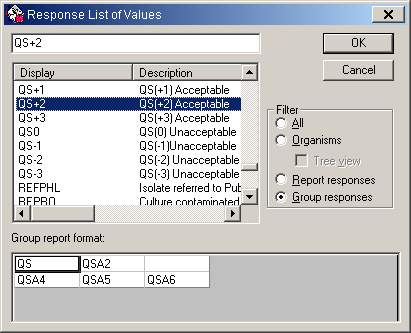 Response List of Values
QS+2
OK
Cancel
Display Description
QS+1 QS(+1) Acceptable
QS+2 QS(+2) Acceptable
QS+3 QS(+3) Acceptable
QS0 QS(0) Unacceptable
QS-1 QS(-1)Unacceptable
QS-2 QS(-2) Unacceptable
QS-3 QS(-3) Unacceptable
REFPHL Isolate referred to Pub
REPRO Culture contaminated
Filter
All
Organisms
Tree view
Report responses
Group responses
Group report format:
QS QSA2
QSA4 QSA5 QSA6